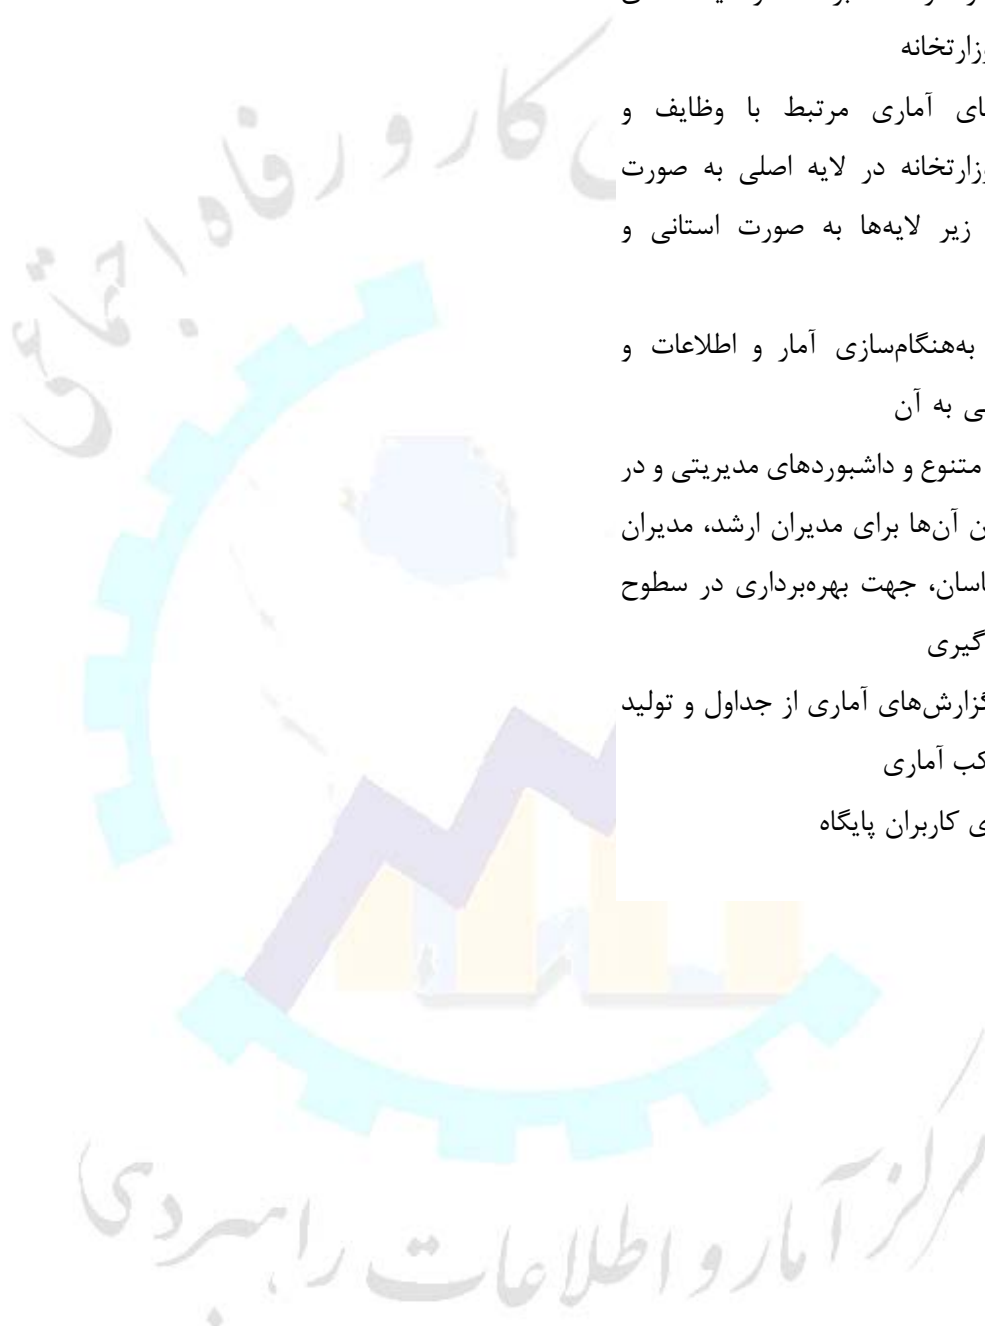 وزارتخانه
ای آماری مرتبط با وظایف و
وزارتخانه در لایه اصلی به صورت
زیر لایه‌ها به صورت استانی و
به‌هنگام‌سازی آمار و اطلاعات و
ی به آن
متنوع و داشبوردهای مدیریتی و در
ن آن‌ها برای مدیران ارشد، مدیران
اسان، جهت بهره‌برداری در سطوح
گیری
گزارش‌های آماری از جداول و تولید
کب آماری
ی کاربران پایگاه
کار و رفاه اجتماعی
مرکز آمار و اطلاعات راهبردی